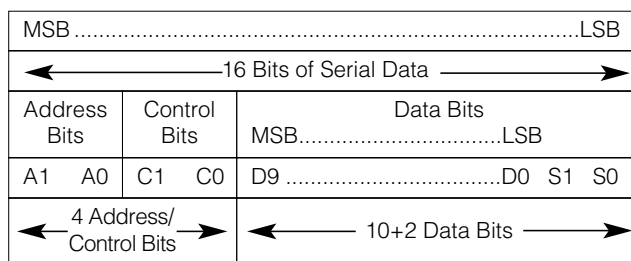 MSB..........................................................................LSB
16 Bits of Serial Data
Address Bits
Control Bits
Data Bits
MSB..............................LSB
A1 A0 C1 C0 D9................................D0 S1 S0
4 Address/
Control Bits
10+2 Data Bits